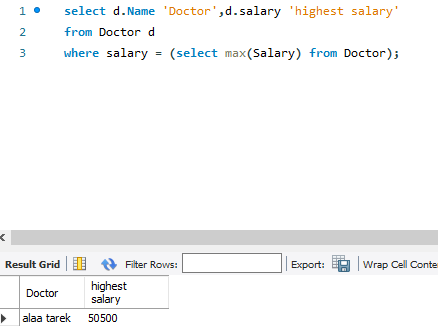 1 select d.Name 'Doctor',d.salary 'highest salary'
2 from Doctor d
3 where salary = (select max(Salary) from Doctor);
Result Grid Filter Rows: Export: Wrap Cell Conte
Doctor highest
salary
alaa tarek 50500